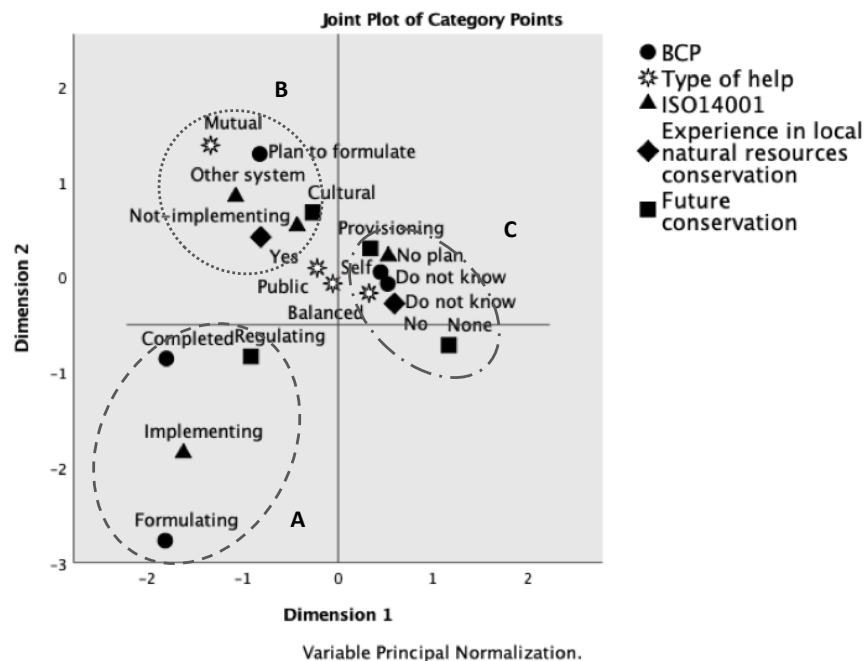 Joint Plot of Category Points
BCP
Type of help
ISO14001
Experience in local
natural resources
conservation
Future
conservation
Dimension 2
2
1
0
-1
-2
-3
B
Mutual
Plan to formulate
Other system
Cultural
Not-implementing
Provisioning
C
Yes
Self
No plan
Public
Do not know
Balanced
Do not know
No
None
Completed
Regulating
Implementing
Formulating
A
-2
-1
0
1
2
Dimension 1
Variable Principal Normalization.